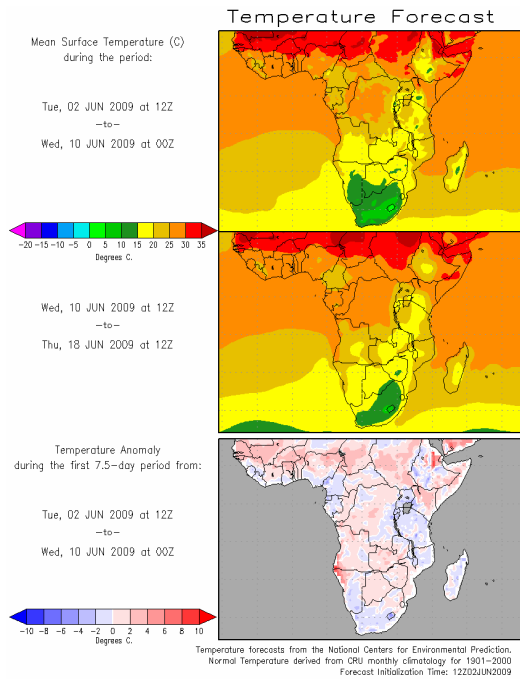 Temperature Forecast
Mean Surface Temperature (C)
during the period:
Tue, 02 JUN 2009 at 12Z
–to–
Wed, 10 JUN 2009 at 00Z
−20 −15 −10 −5 0 5 10 15 20 25 30 35
Degrees C.
Wed, 10 JUN 2009 at 12Z
–to–
Thu, 18 JUN 2009 at 12Z
Temperature Anomaly
during the first 7.5−day period from:
Tue, 02 JUN 2009 at 12Z
–to–
Wed, 10 JUN 2009 at 00Z
−10 −8 −6 −4 −2 0 2 4 6 8 10
Degrees C.
Temperature forecasts from the National Centers for Environmental Prediction.
Normal Temperature derived from CRU monthly climatology for 1901−2000
Forecast Initialization Time: 12Z02JUN2009